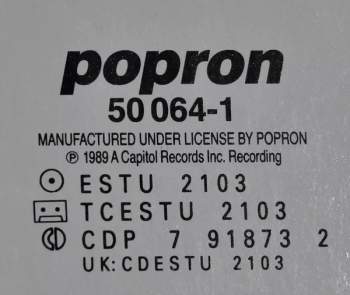 popron
50 064-1
MANUFACTURED UNDER LICENSE BY POPRON
℗ 1989 A Capitol Records Inc. Recording
ESTU 2103
TCESTU 2103
CD CDP 7 91873 2
UK: CDESTU 2103